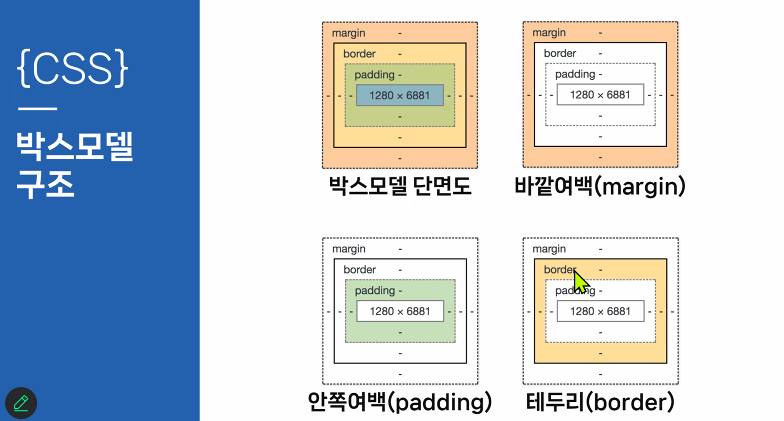 {CSS}
박스모델
구조
margin -
border -
padding -
- - - 1280 × 6881 - - -
-
-
-
박스모델 단면도
margin -
border -
padding -
- - - 1280 × 6881 - - -
-
-
-
바깥여백(margin)
margin -
border -
padding -
- - - 1280 × 6881 - - -
-
-
-
안쪽여백(padding)
margin -
border -
padding -
- - - 1280 × 6881 - - -
-
-
-
테두리(border)